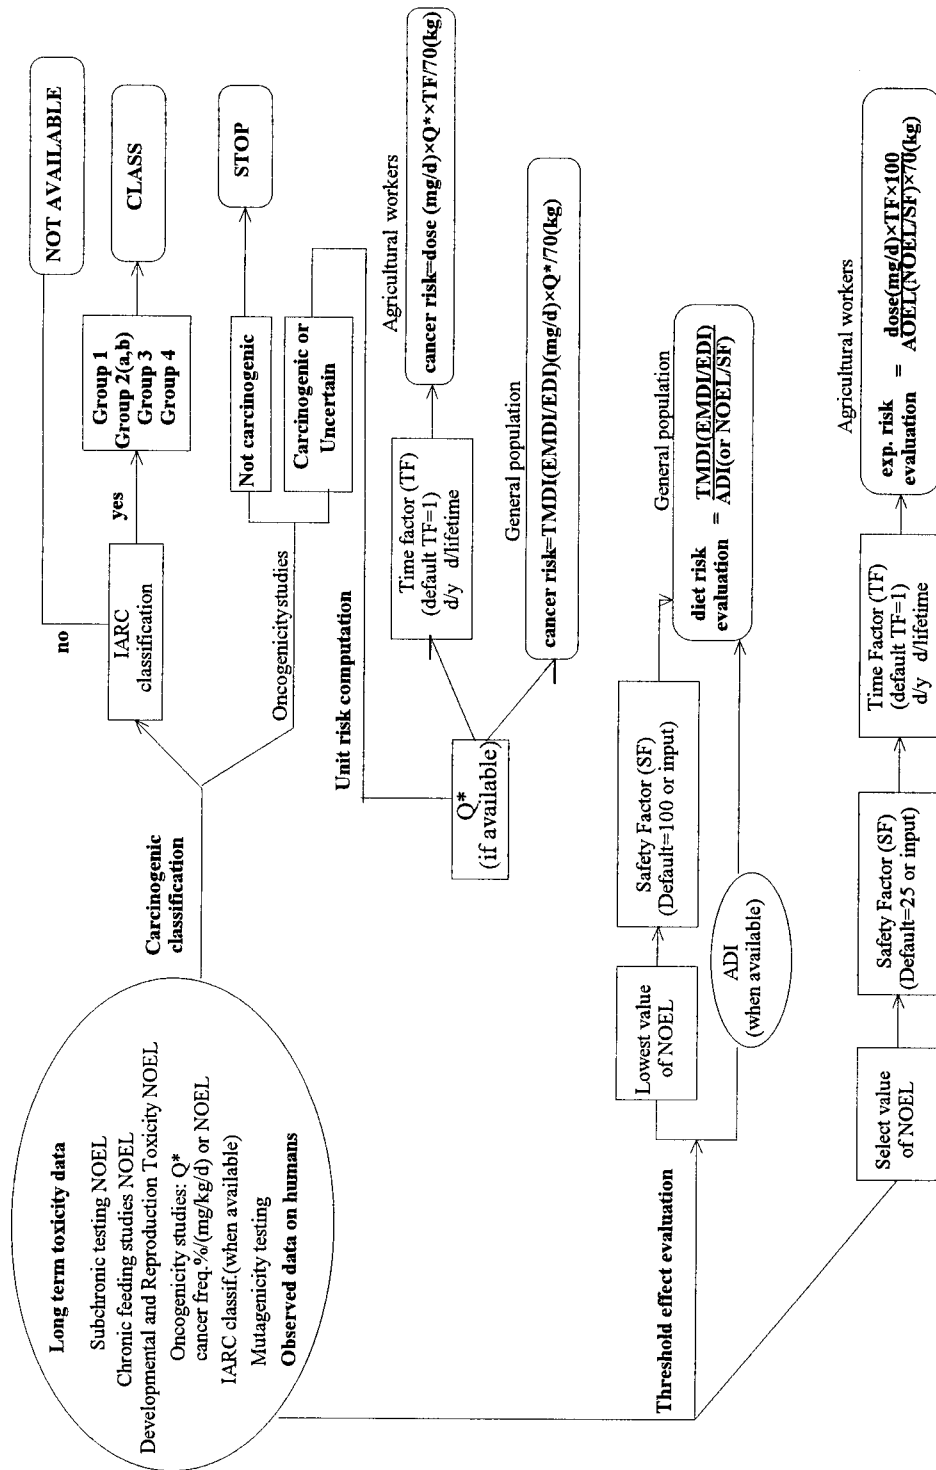 Long term toxicity data
Subchronic testing NOEL
Chronic feeding studies NOEL
Developmental and Reproduction Toxicity NOEL
Oncogenicity studies: Q*
cancer freq.%/(mg/kg/d) or NOEL
IARC classif.(when available)
Mutagenicity testing
Observed data on humans
Carcinogenic
classification
IARC
classification
no
NOT AVAILABLE
yes
Group 1
Group 2(a,b)
Group 3
Group 4
CLASS
Oncogenicity studies
Not carcinogenic
STOP
Carcinogenic or
Uncertain
Unit risk computation
Q*
(if available)
Time factor (TF)
(default TF=1)
d/y d/lifetime
Agricultural workers
cancer risk=dose (mg/d)×Q*×TF/70(kg)
General population
cancer risk=TMDI(EMDI/EDI)(mg/d)×Q*/70(kg)
Threshold effect evaluation
Lowest value
of NOEL
Safety Factor (SF)
(Default=100 or input)
ADI
(when available)
General population
diet risk
evaluation = TMDI(EMDI/EDI)
ADI(or NOEL/SF)
Select value
of NOEL
Safety Factor (SF)
(Default=25 or input)
Time Factor (TF)
(default TF=1)
d/y d/lifetime
Agricultural workers
exp. risk
evaluation = dose(mg/d)×TF×100
AOEL(NOEL/SF)×70(kg)